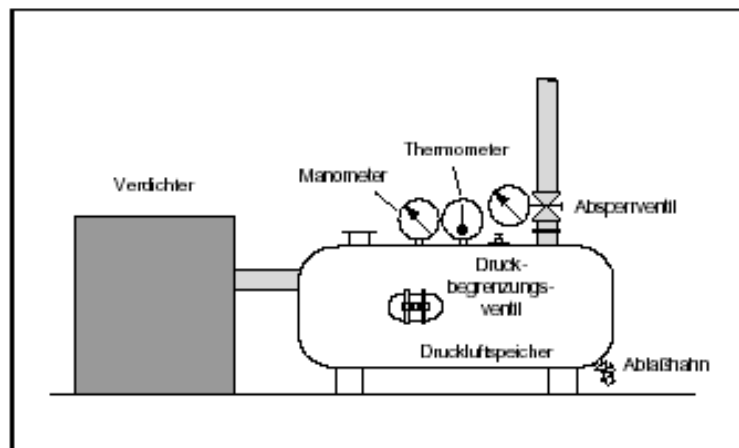 Thermometer
Manometer
Verdichter
Absperrventil
Druck-
begrenzungs-
ventil
Druckluftspeicher
Ablaßhahn